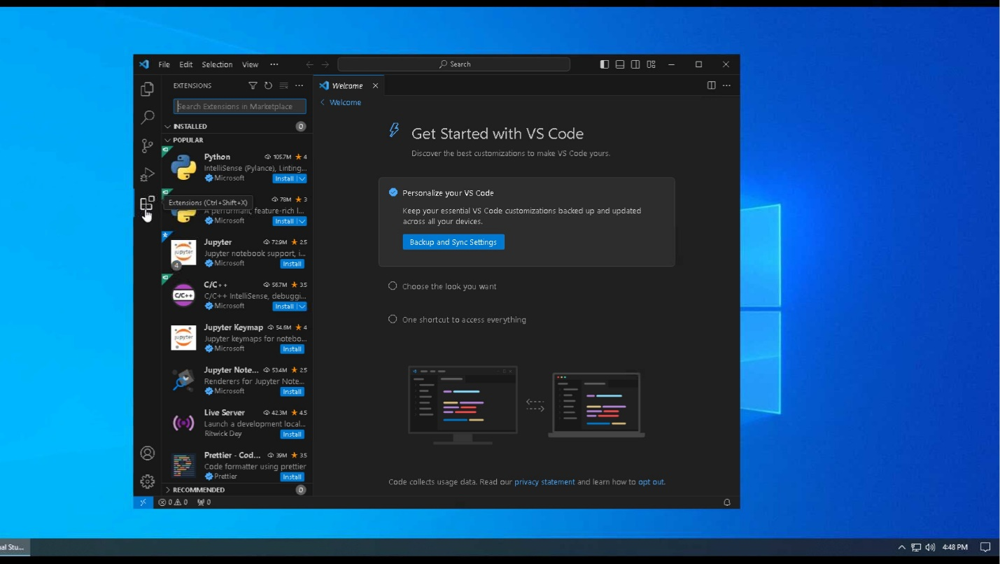 File Edit Selection View ··· Search
EXTENSIONS
Welcome
Search Extensions in Marketplace
Welcome
INSTALLED 0
POPULAR
Python 105.7M ★ 4
IntelliSense (Pylance), Linting...
Microsoft Install
Extensions (Ctrl+Shift+X)
78M ★ 3
A performant, feature-rich l...
Microsoft Install
Jupyter 72.9M ★ 2.5
Jupyter notebook support, i...
Microsoft Install
4
C/C++ 56.7M ★ 3.5
C/C++ IntelliSense, debuggi...
Microsoft Install
C/C++
Jupyter Keymap 54.6M ★ 4
Jupyter keymaps for notebo...
Microsoft Install
jupyter
Jupyter Note... 53.4M ★ 2.5
Renderers for Jupyter Note...
Microsoft Install
Live Server 42.3M ★ 4.5
Launch a development local...
Ritwick Dey Install
Prettier - Cod... 39M ★ 3.5
Code formatter using prettier
Prettier Install
RECOMMENDED 0
0 0 0
Get Started with VS Code
Discover the best customizations to make VS Code yours.
Personalize your VS Code
Keep your essential VS Code customizations backed up and updated
across all your devices.
Backup and Sync Settings
Choose the look you want
One shortcut to access everything
Code collects usage data. Read our privacy statement and learn how to opt out.
al Stu...
4:48 PM